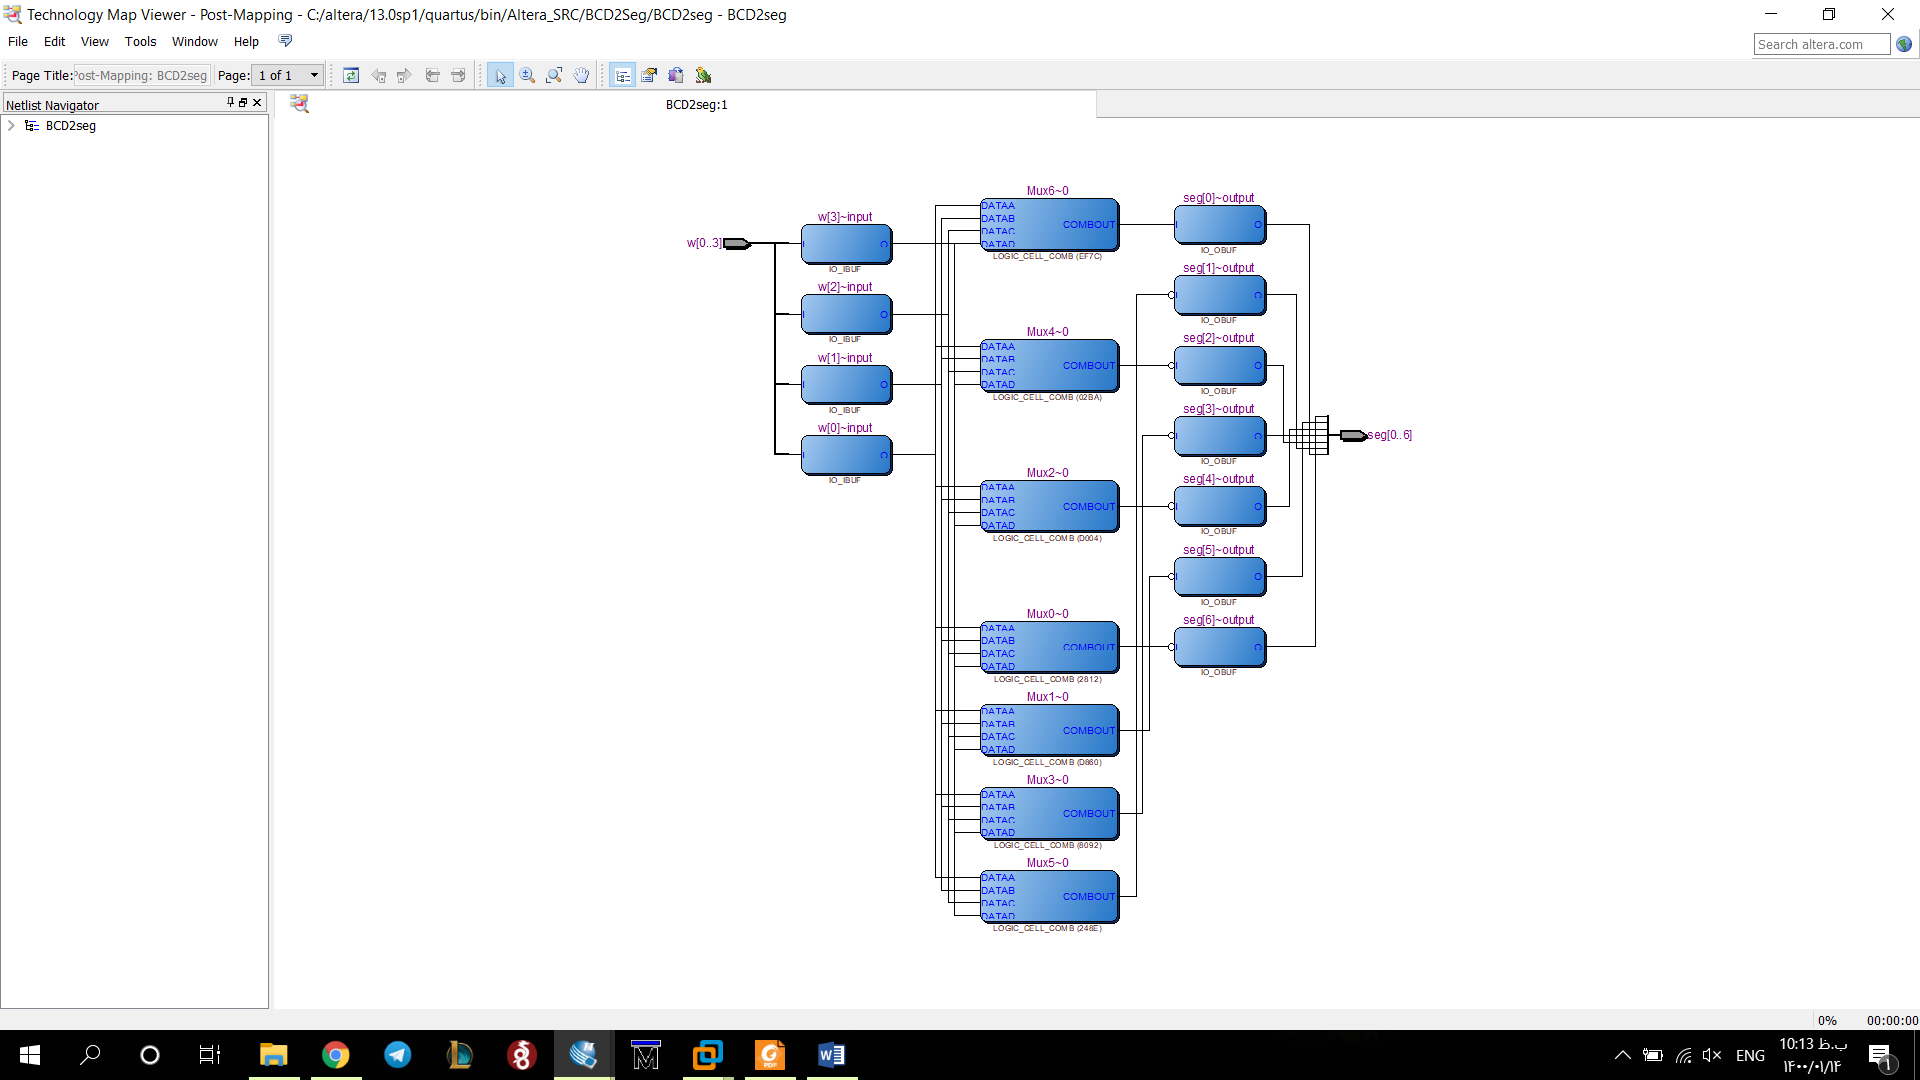 Technology Map Viewer - Post-Mapping - C:/altera/13.0sp1/quartus/bin/Altera_SRC/BCD2Seg/BCD2seg - BCD2seg
File Edit View Tools Window Help
Search altera.com
Page Title: Post-Mapping: BCD2seg Page: 1 of 1
Netlist Navigator
BCD2seg:1
BCD2seg
w[0..3]
w[3]~input
I
O
IO_IBUF
w[2]~input
I
O
IO_IBUF
w[1]~input
I
O
IO_IBUF
w[0]~input
I
O
IO_IBUF
Mux6~0
DATAA
DATAB
DATAC
DATAD
COMBOUT
LOGIC_CELL_COMB (EF7C)
Mux4~0
DATAA
DATAB
DATAC
DATAD
COMBOUT
LOGIC_CELL_COMB (02BA)
Mux2~0
DATAA
DATAB
DATAC
DATAD
COMBOUT
LOGIC_CELL_COMB (D004)
Mux0~0
DATAA
DATAB
DATAC
DATAD
COMBOUT
LOGIC_CELL_COMB (2812)
Mux1~0
DATAA
DATAB
DATAC
DATAD
COMBOUT
LOGIC_CELL_COMB (D860)
Mux3~0
DATAA
DATAB
DATAC
DATAD
COMBOUT
LOGIC_CELL_COMB (8092)
Mux5~0
DATAA
DATAB
DATAC
DATAD
COMBOUT
LOGIC_CELL_COMB (248E)
seg[0]~output
I
O
IO_OBUF
seg[1]~output
I
O
IO_OBUF
seg[2]~output
I
O
IO_OBUF
seg[3]~output
I
O
IO_OBUF
seg[4]~output
I
O
IO_OBUF
seg[5]~output
I
O
IO_OBUF
seg[6]~output
I
O
IO_OBUF
seg[0..6]
0% 00:00:00
ENG
10:13 ب.ظ
۱۴۰۰/۰۱/۱۴
۱